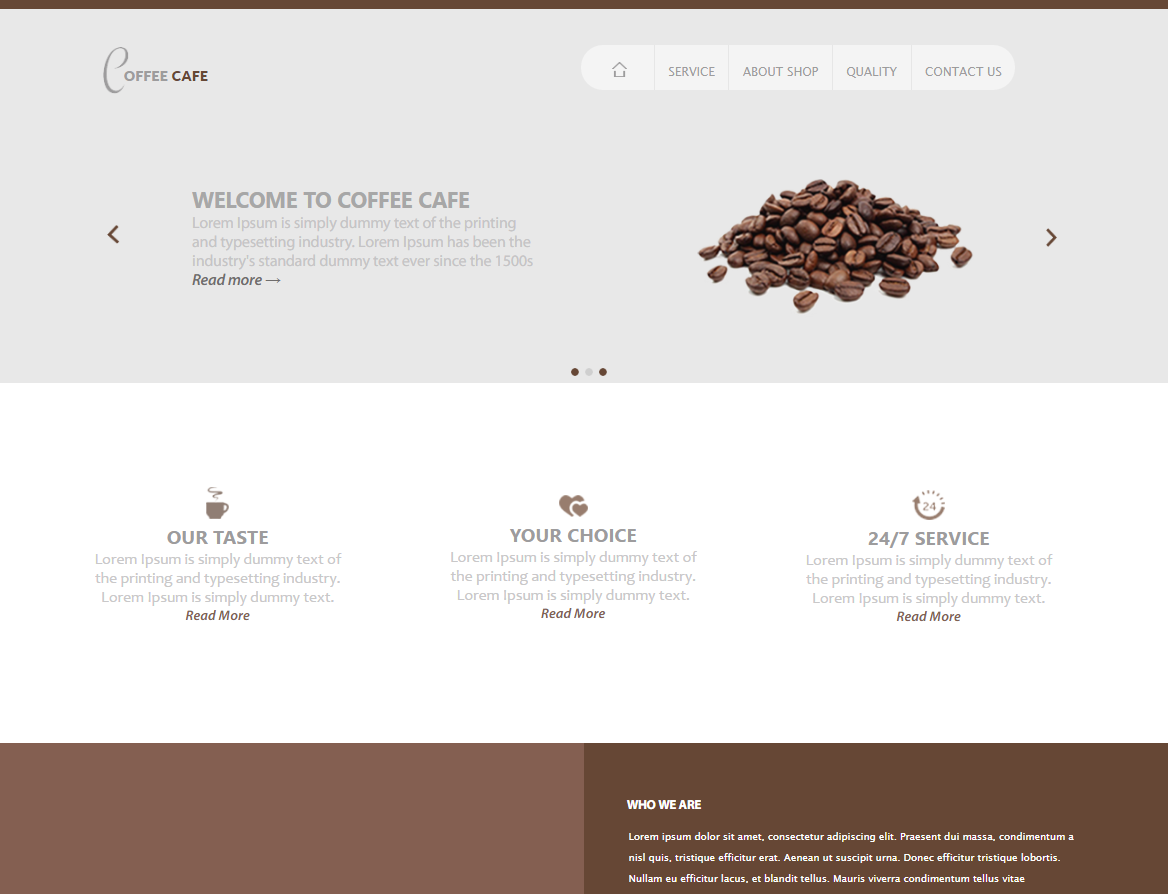 COFFEE CAFE
SERVICE
ABOUT SHOP
QUALITY
CONTACT US
WELCOME TO COFFEE CAFE
Lorem Ipsum is simply dummy text of the printing
and typesetting industry. Lorem Ipsum has been the
industry's standard dummy text ever since the 1500s
Read more →
OUR TASTE
Lorem Ipsum is simply dummy text of
the printing and typesetting industry.
Lorem Ipsum is simply dummy text.
Read More
YOUR CHOICE
Lorem Ipsum is simply dummy text of
the printing and typesetting industry.
Lorem Ipsum is simply dummy text.
Read More
24
24/7 SERVICE
Lorem Ipsum is simply dummy text of
the printing and typesetting industry.
Lorem Ipsum is simply dummy text.
Read More
WHO WE ARE
Lorem ipsum dolor sit amet, consectetur adipiscing elit. Praesent dui massa, condimentum a
nisl quis, tristique efficitur erat. Aenean ut suscipit urna. Donec efficitur tristique lobortis.
Nullam eu efficitur lacus, et blandit tellus. Mauris viverra condimentum tellus vitae